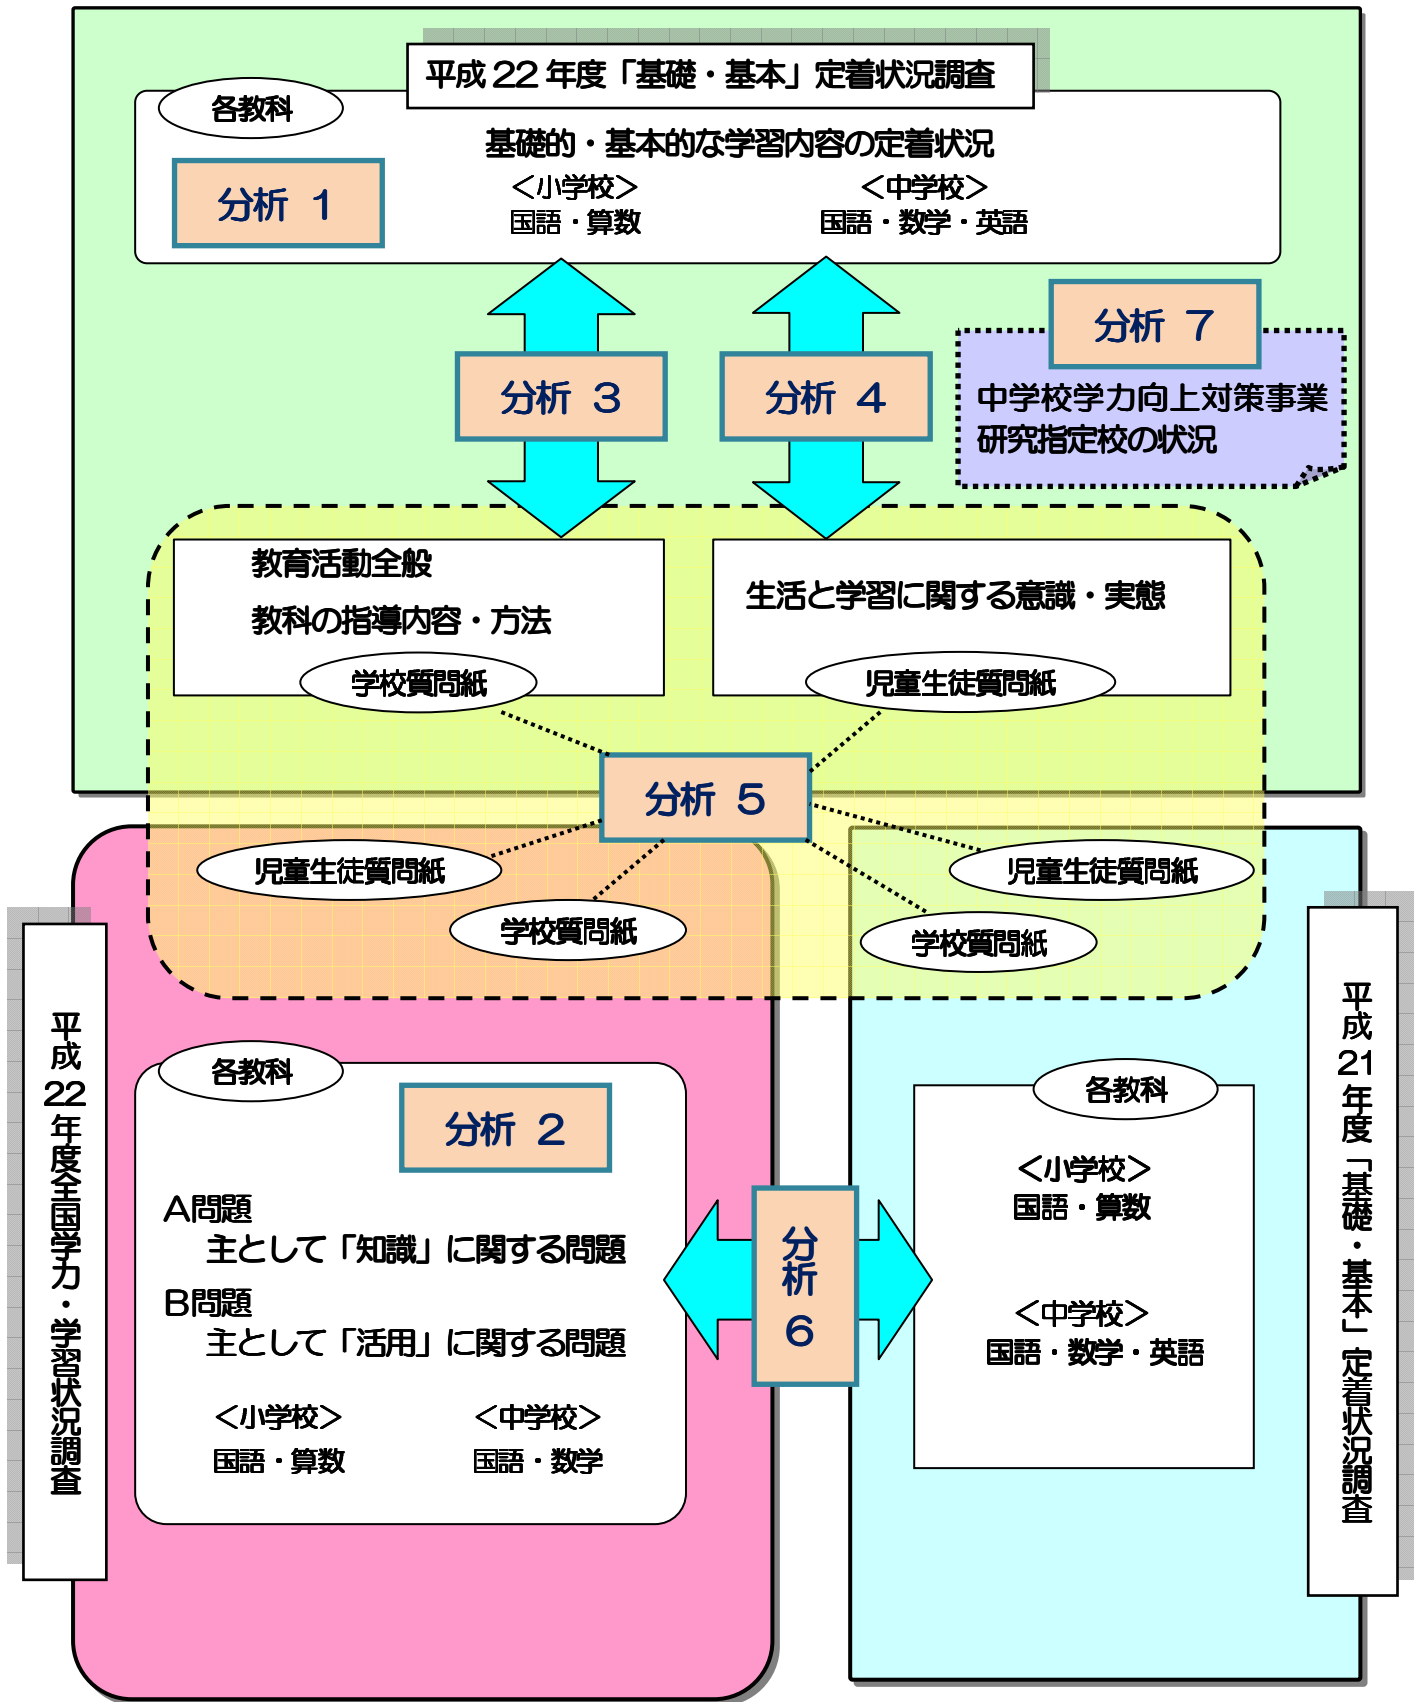 平成22年度「基礎・基本」定着状況調査
各教科
基礎的・基本的な学習内容の定着状況
分析 1
＜小学校＞
国語・算数
＜中学校＞
国語・数学・英語
分析 3
分析 4
分析 7
中学校学力向上対策事業
研究指定校の状況
教育活動全般
教科の指導内容・方法
学校質問紙
生活と学習に関する意識・実態
児童生徒質問紙
分析 5
児童生徒質問紙
学校質問紙
児童生徒質問紙
学校質問紙
平成22年度全国学力・学習状況調査
各教科
分析 2
A問題
主として「知識」に関する問題
B問題
主として「活用」に関する問題
＜小学校＞
国語・算数
＜中学校＞
国語・数学
分析 6
平成21年度「基礎・基本」定着状況調査
各教科
＜小学校＞
国語・算数
＜中学校＞
国語・数学・英語